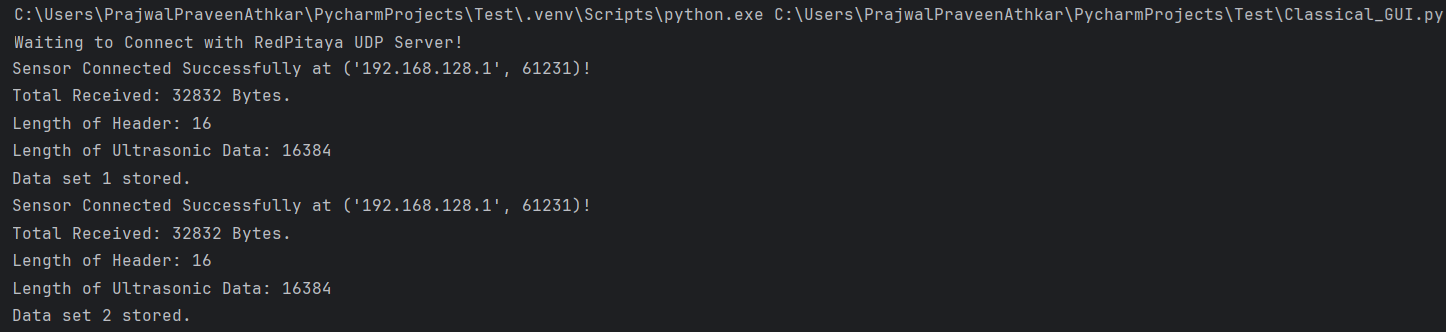 C:\Users\PrajwalPraveenAthkar\PycharmProjects\Test\.venv\Scripts\python.exe C:\Users\PrajwalPraveenAthkar\PycharmProjects\Test\Classical_GUI.py
Waiting to Connect with RedPitaya UDP Server!
Sensor Connected Successfully at ('192.168.128.1', 61231)!
Total Received: 32832 Bytes.
Length of Header: 16
Length of Ultrasonic Data: 16384
Data set 1 stored.
Sensor Connected Successfully at ('192.168.128.1', 61231)!
Total Received: 32832 Bytes.
Length of Header: 16
Length of Ultrasonic Data: 16384
Data set 2 stored.